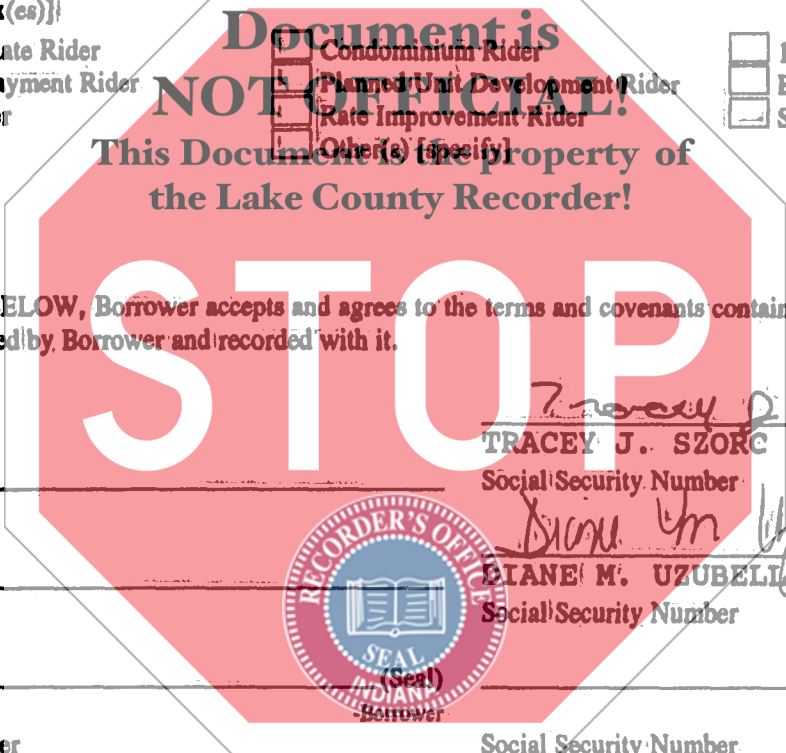 (es)]
ate Rider
Condominium Rider
yment Rider
Planned Unit Development Rider
Rate Improvement Rider
Other(s) [specify]
Document is
NOT OFFICIAL!
This Document is the property of
the Lake County Recorder!
STOP
ELOW, Borrower accepts and agrees to the terms and covenants contain
ed by Borrower and recorded with it.
TRACEY J. SZORC
Social Security Number
DIANE M. UZUBELL
Social Security Number
RECORDER'S OFFICE
SEAL
INDIANA
(Seal)
-Borrower
er
Social Security Number